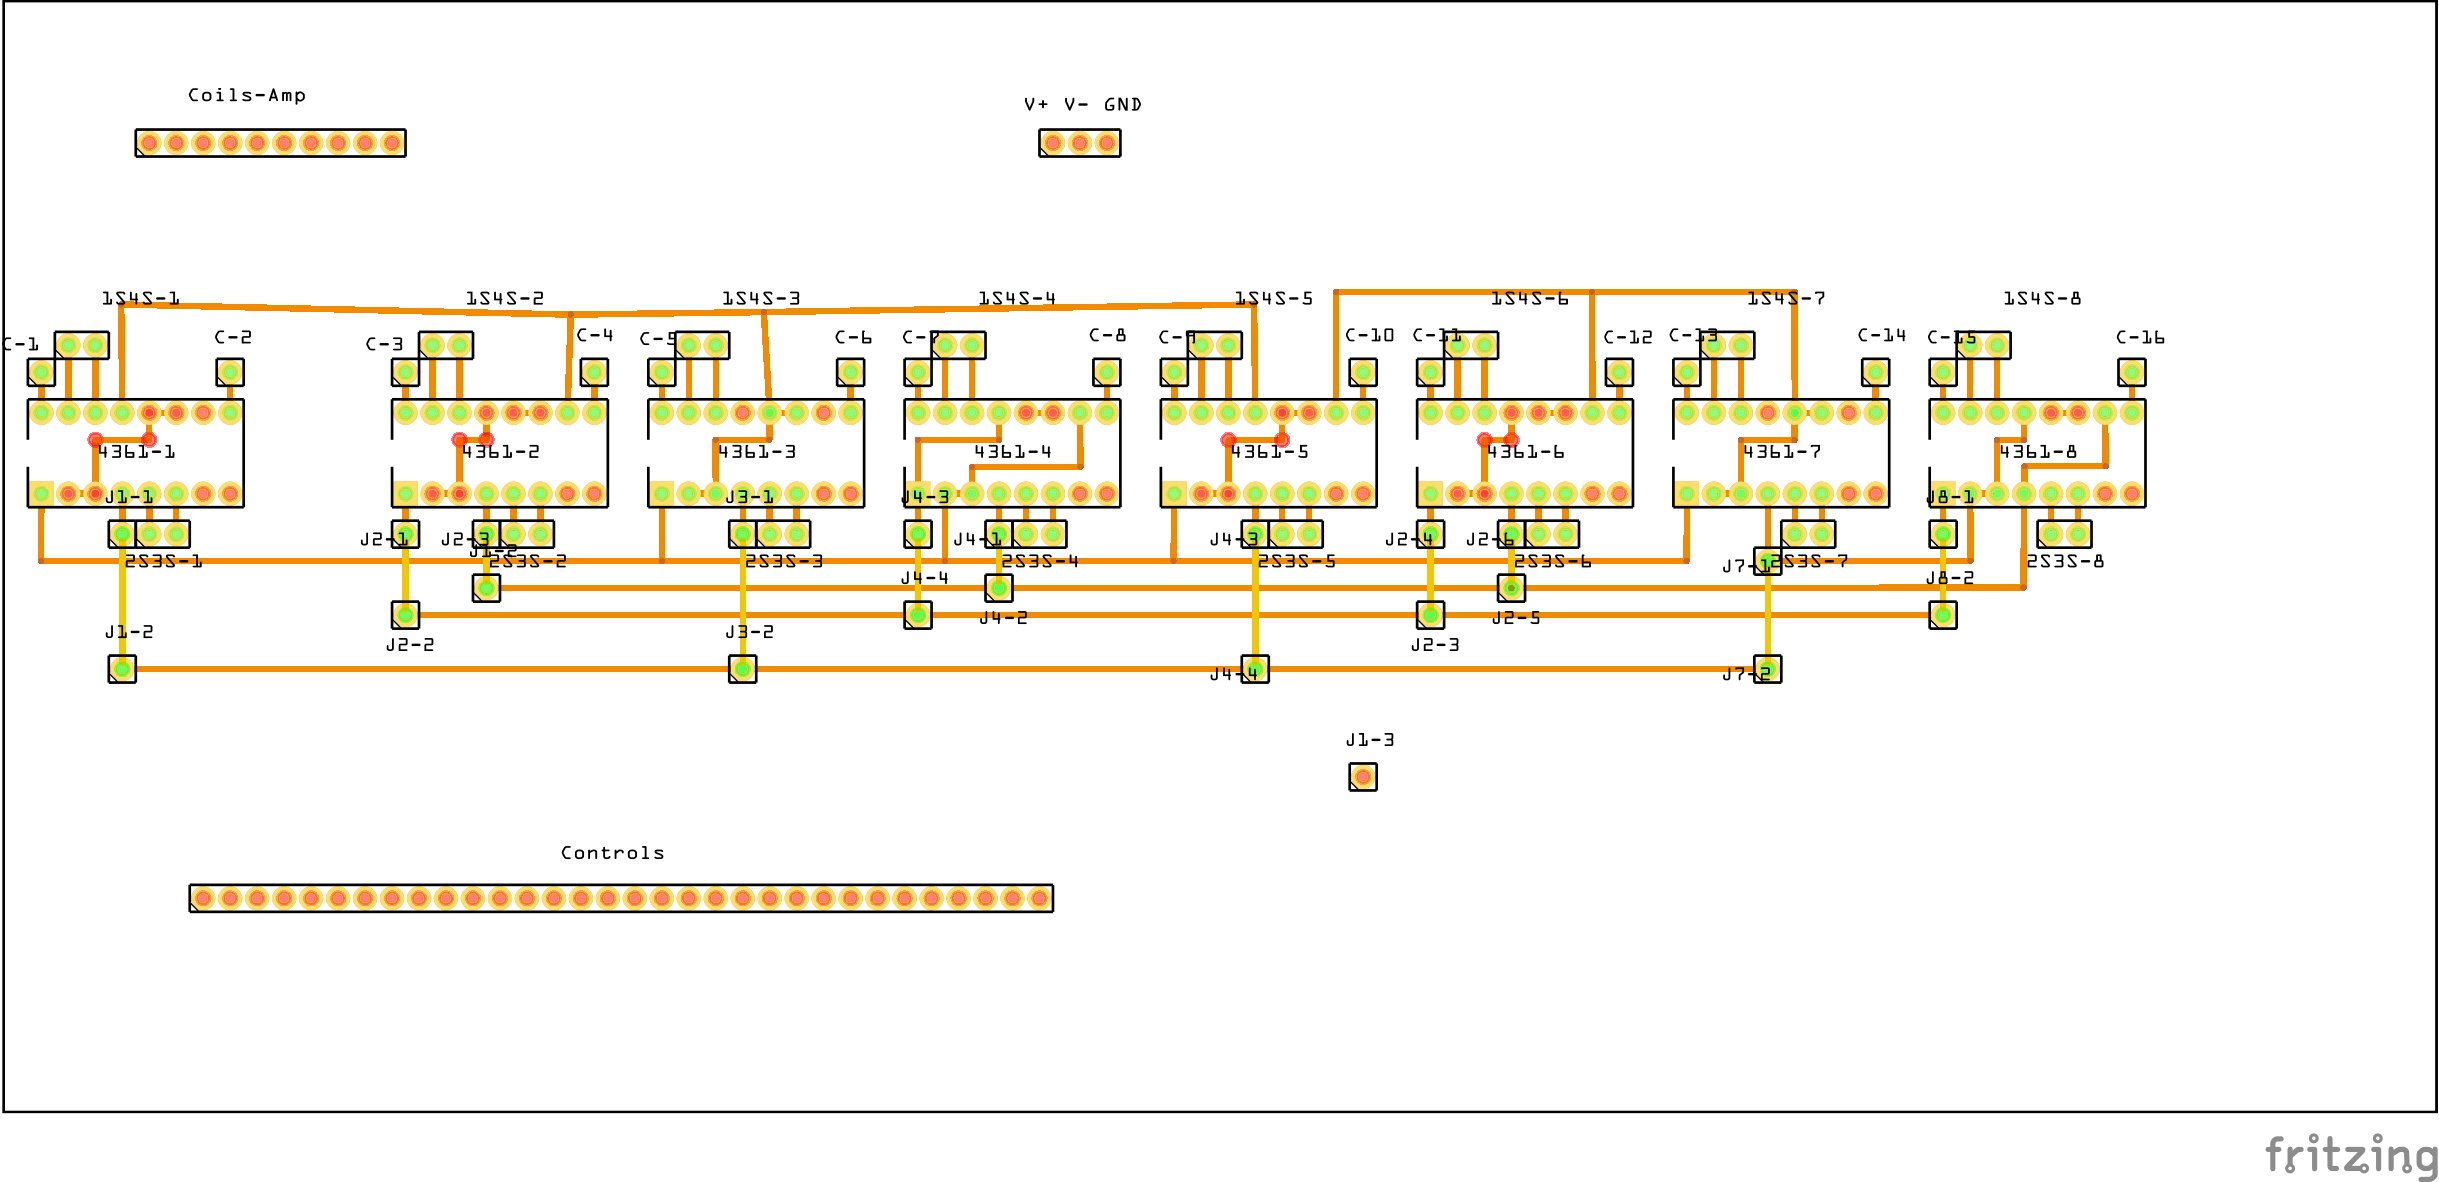 Coils-Amp
V+ V- GND
1S4S-1 1S4S-2 1S4S-3 1S4S-4 1S4S-5 1S4S-6 1S4S-7 1S4S-8
C-1 C-2 C-3 C-4 C-5 C-6 C-7 C-8 C-9 C-10 C-11 C-12 C-13 C-14 C-15 C-16
4361-1 4361-2 4361-3 4361-4 4361-5 4361-6 4361-7 4361-8
J1-1 J3-1 J4-3 J8-1
J2-1 J2-3 J4-1 J4-3 J2-4 J2-6
J1-2
2S3S-1 2S3S-2 2S3S-3 2S3S-4 2S3S-5 2S3S-6 J7-1 2S3S-7 2S3S-8
J4-4 J8-2
J4-2 J2-5
J1-2 J3-2
J2-2 J2-3
J4-4 J7-2
J1-3
Controls
fritzing